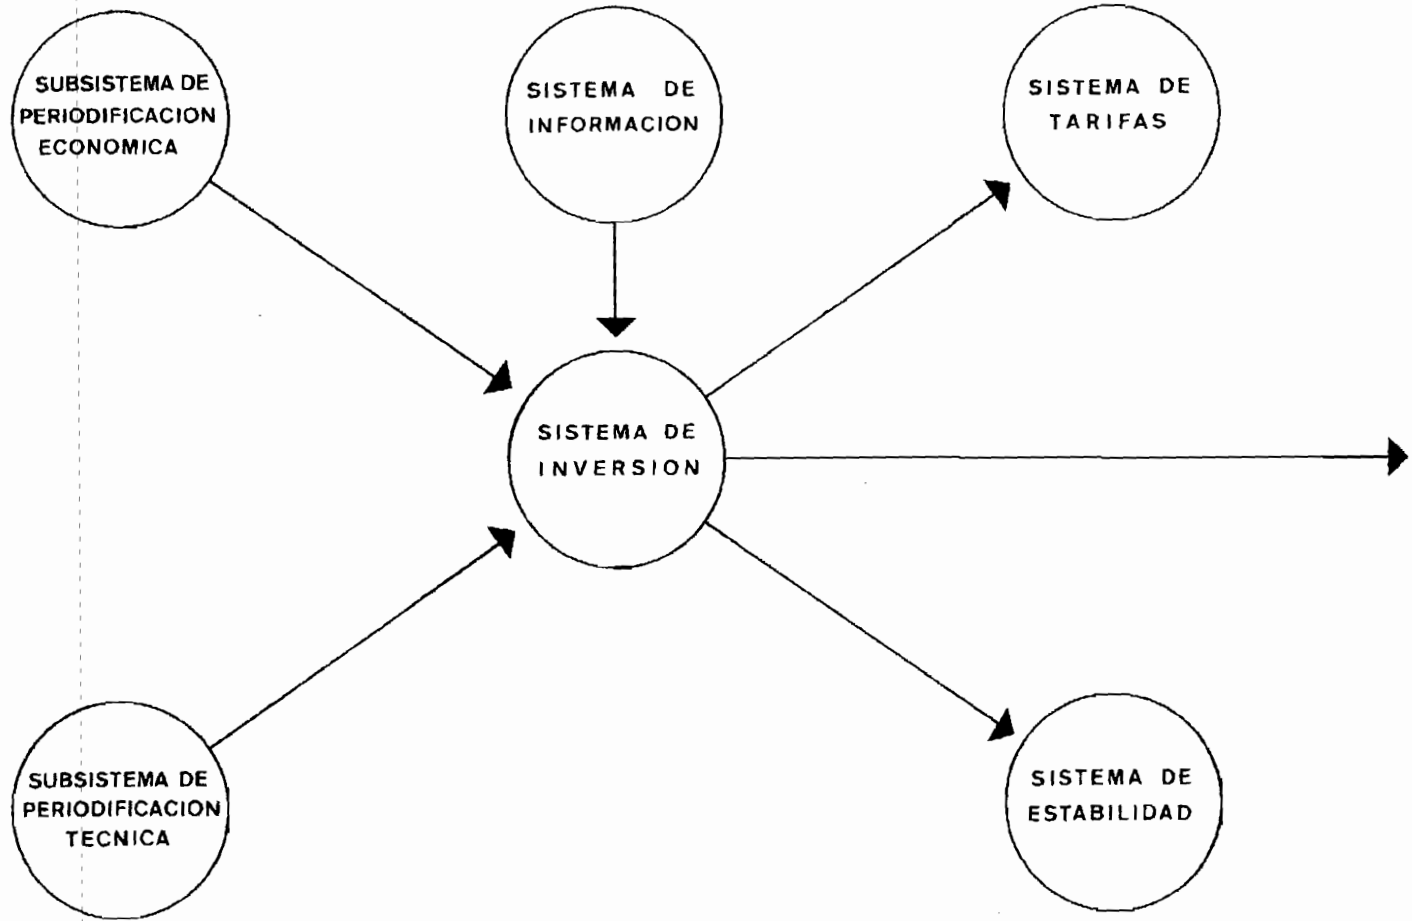 SUBSISTEMA DE
PERIODIFICACION
ECONOMICA
SISTEMA DE
INFORMACION
SISTEMA DE
TARIFAS
SISTEMA DE
INVERSION
SUBSISTEMA DE
PERIODIFICACION
TECNICA
SISTEMA DE
ESTABILIDAD